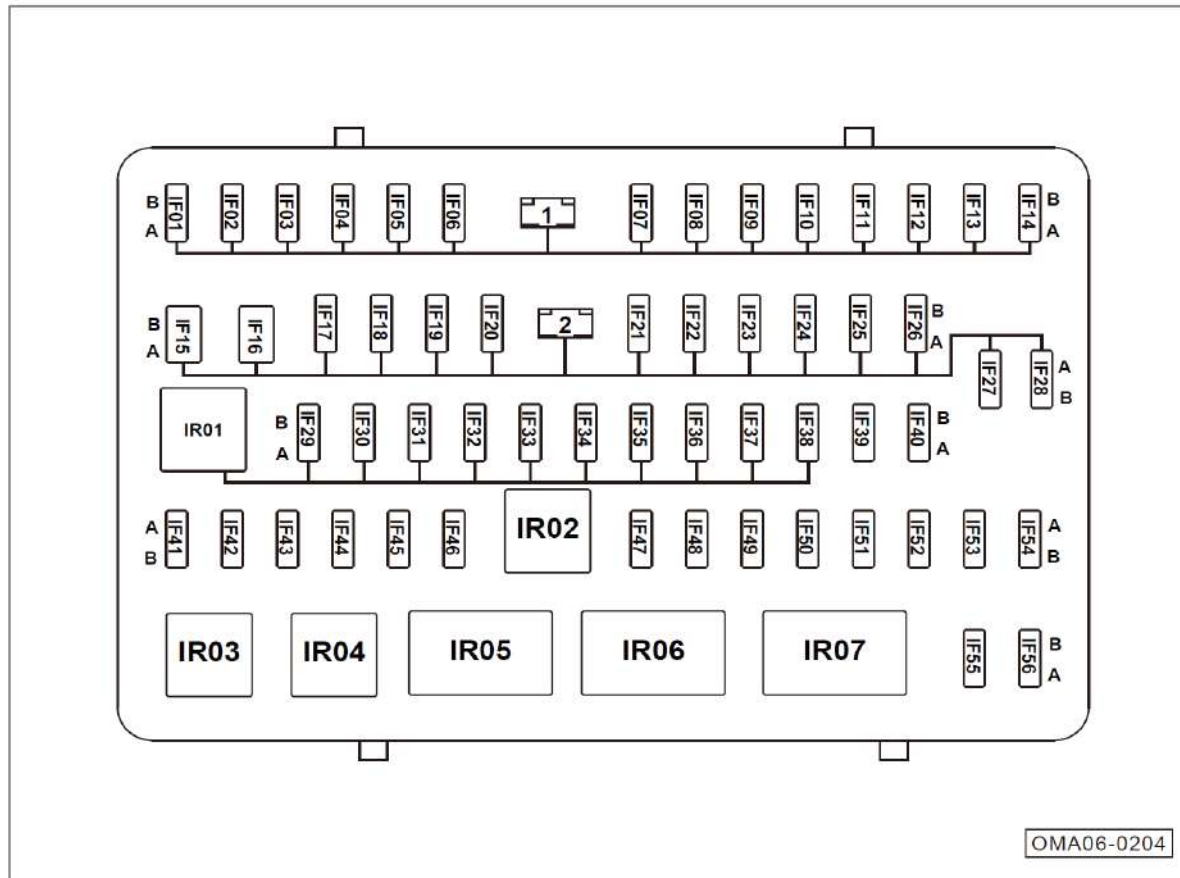 B IF01 IF02 IF03 IF04 IF05 IF06 1 IF07 IF08 IF09 IF10 IF11 IF12 IF13 IF14 B
A A
B IF15 IF16 IF17 IF18 IF19 IF20 2 IF21 IF22 IF23 IF24 IF25 IF26 B
A A
IF27 IF28 A
B
IR01 B IF29 IF30 IF31 IF32 IF33 IF34 IF35 IF36 IF37 IF38 IF39 IF40 B
A A
A IF41 IF42 IF43 IF44 IF45 IF46 IR02 IF47 IF48 IF49 IF50 IF51 IF52 IF53 IF54 A
B B
IR03 IR04 IR05 IR06 IR07 IF55 IF56 B
A
OMA06-0204